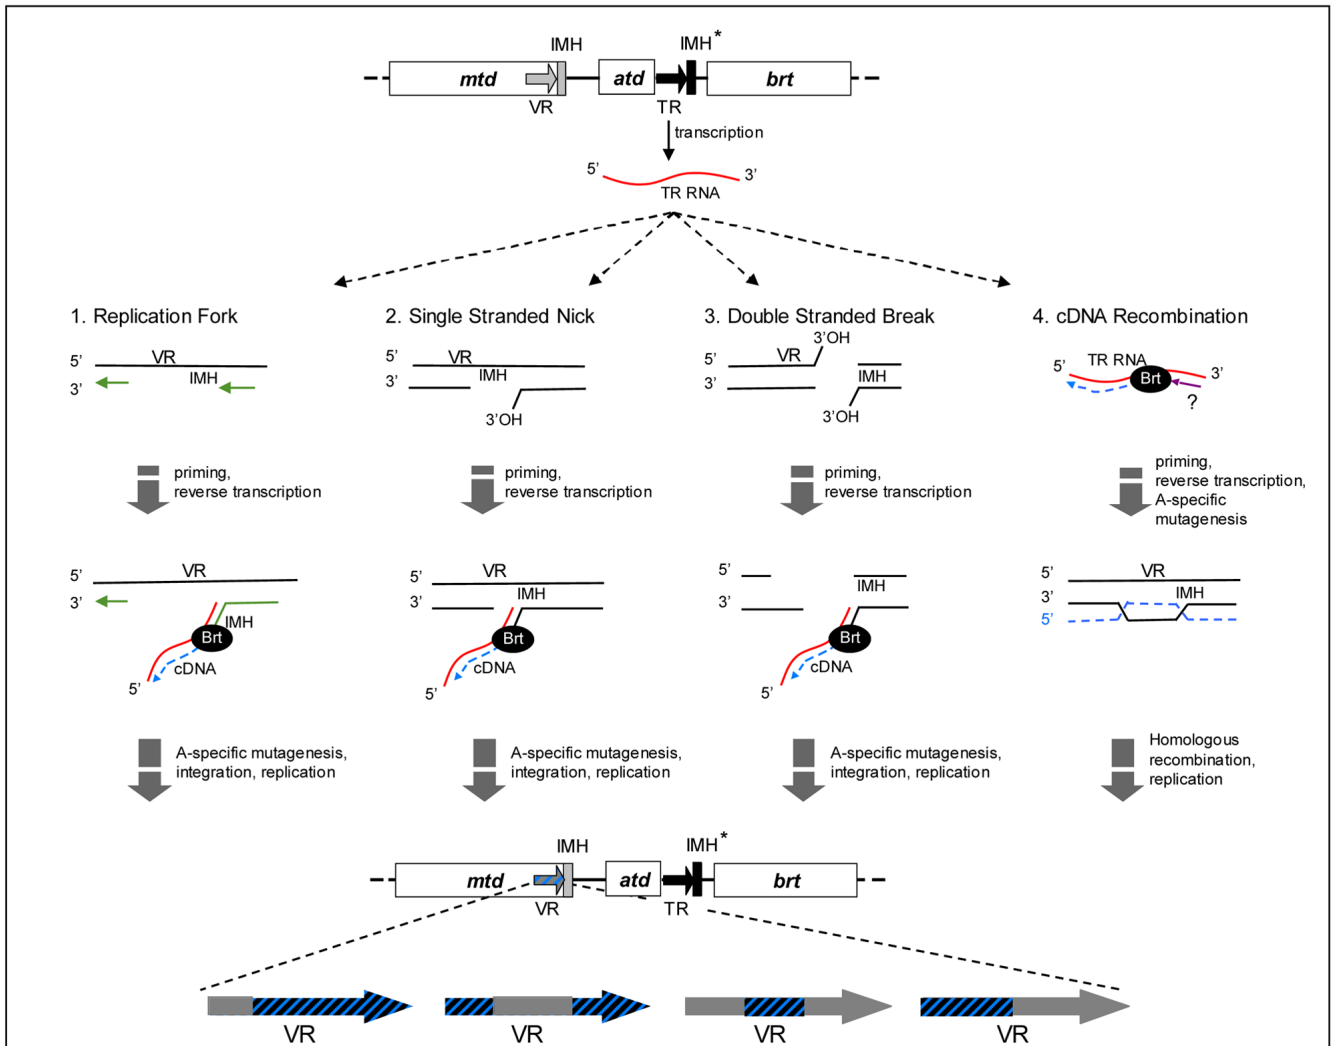 IMH IMH*
mtd atd brt
VR TR
transcription
5’ 3’
TR RNA
1. Replication Fork
5’ VR
3’ IMH
priming,
reverse transcription
5’ VR
3’
IMH
Brt
cDNA
5’
A-specific mutagenesis,
integration, replication
2. Single Stranded Nick
5’ VR
3’ IMH
3’OH
priming,
reverse transcription
5’ VR
3’ IMH
Brt
cDNA
5’
A-specific mutagenesis,
integration, replication
3. Double Stranded Break
3’OH
5’ VR
3’ IMH
3’OH
priming,
reverse transcription
5’
3’ IMH
Brt
cDNA
5’
A-specific mutagenesis,
integration, replication
4. cDNA Recombination
TR RNA
5’ Brt 3’
?
priming,
reverse transcription,
A-specific
mutagenesis
5’ VR
3’ IMH
5’
Homologous
recombination,
replication
IMH IMH*
mtd atd brt
VR TR
VR VR VR VR